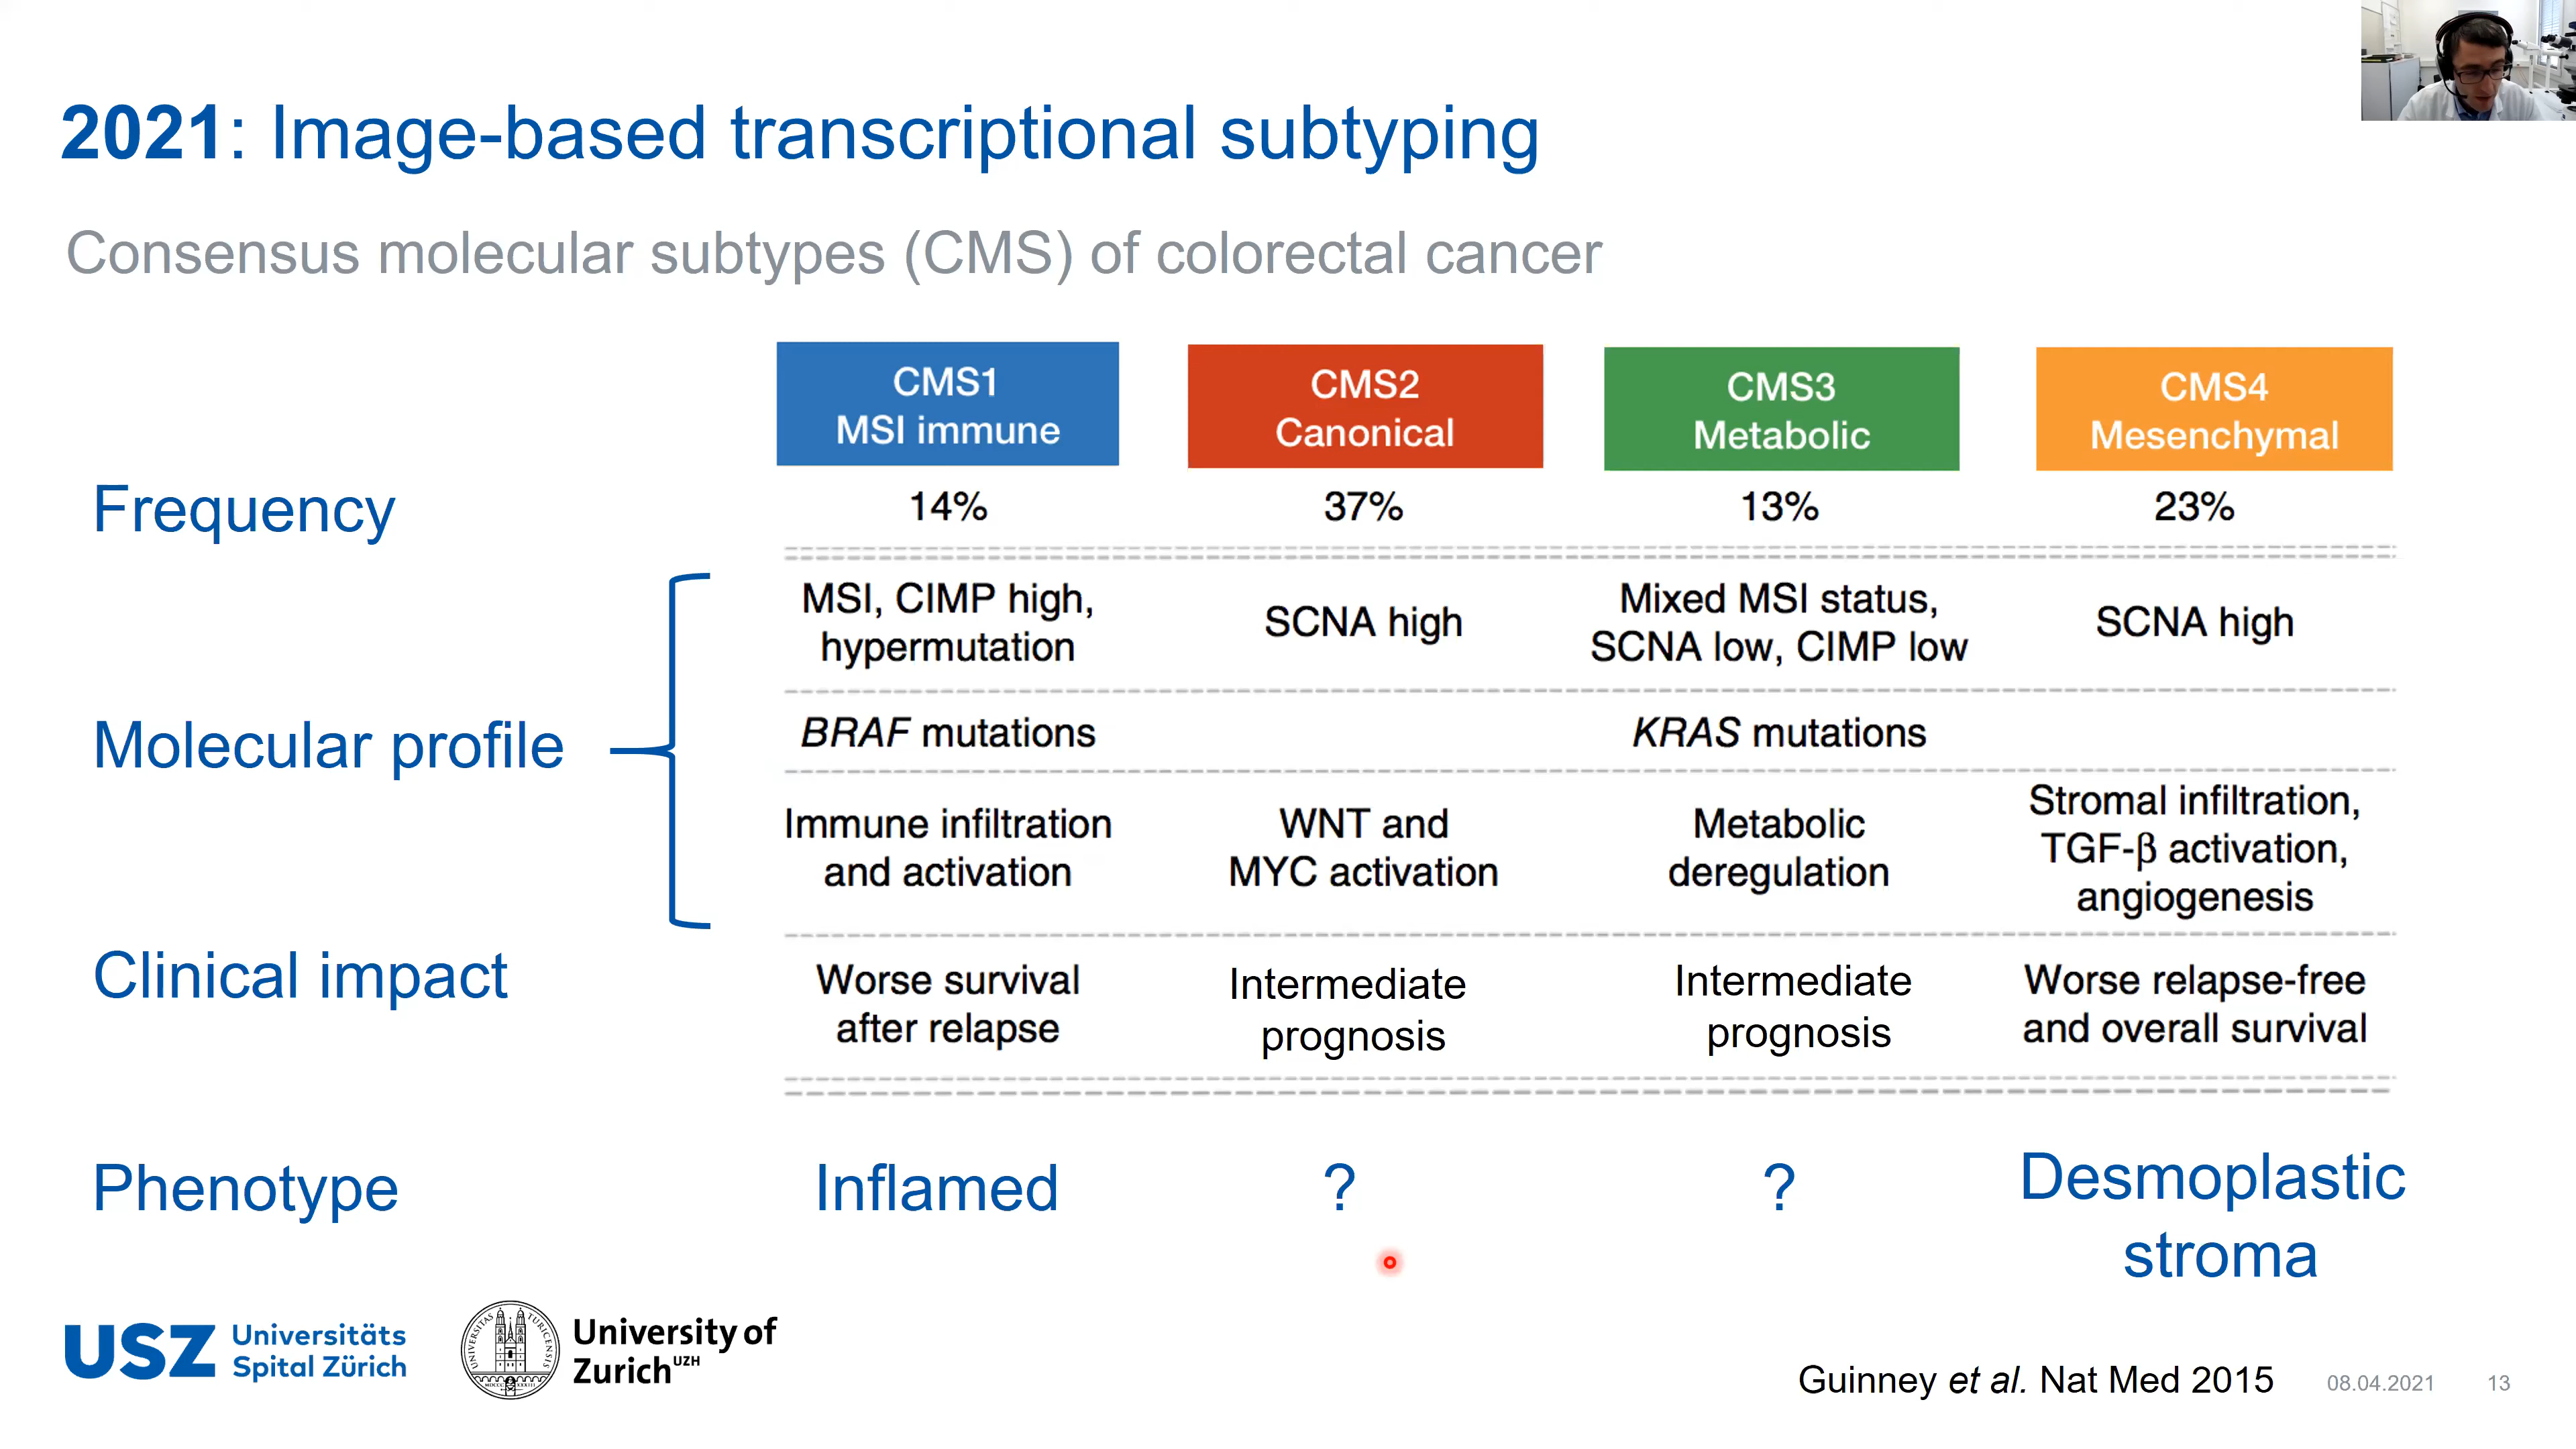 2021: Image-based transcriptional subtyping
Consensus molecular subtypes (CMS) of colorectal cancer
CMS1
MSI immune
CMS2
Canonical
CMS3
Metabolic
CMS4
Mesenchymal
Frequency
14%
37%
13%
23%
Molecular profile
MSI, CIMP high,
hypermutation
SCNA high
Mixed MSI status,
SCNA low, CIMP low
SCNA high
BRAF mutations
KRAS mutations
Immune infiltration
and activation
WNT and
MYC activation
Metabolic
deregulation
Stromal infiltration,
TGF-β activation,
angiogenesis
Clinical impact
Worse survival
after relapse
Intermediate
prognosis
Intermediate
prognosis
Worse relapse-free
and overall survival
Phenotype
Inflamed
?
?
Desmoplastic
stroma
USZ Universitäts
Spital Zürich
UNIVERSITAS TURICENSIS
MDCCCXXXIII
University of
Zurich UZH
Guinney et al. Nat Med 2015
08.04.2021
13